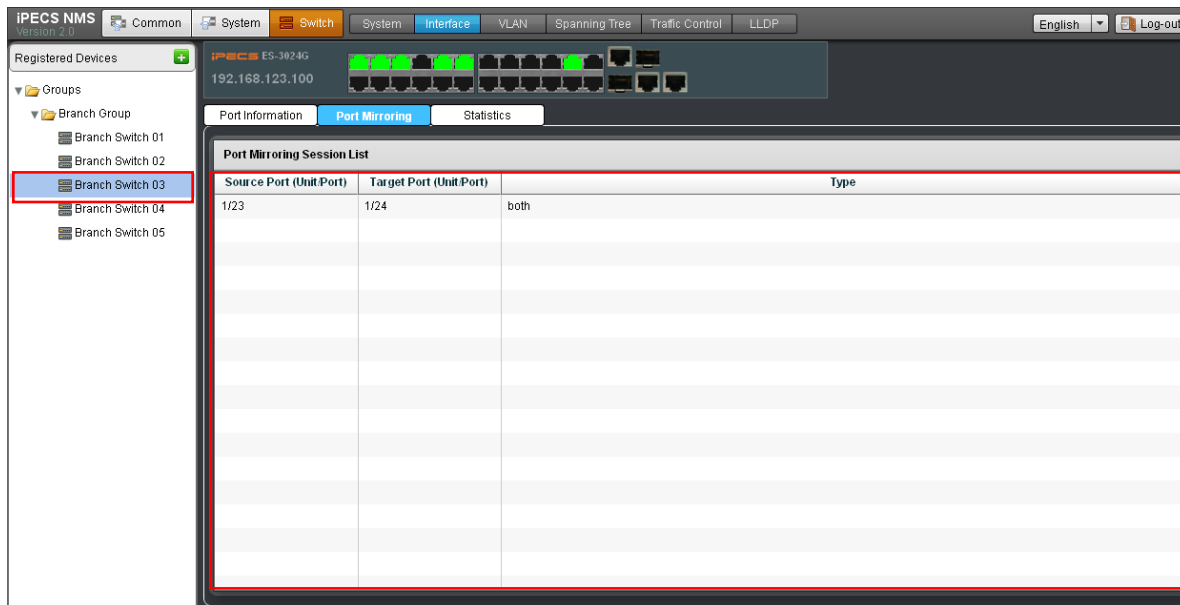 iPECS NMS
Version 2.0
Common
System
Switch
System
Interface
VLAN
Spanning Tree
Traffic Control
LLDP
English
Log-out
Registered Devices
Groups
Branch Group
Branch Switch 01
Branch Switch 02
Branch Switch 03
Branch Switch 04
Branch Switch 05
iPECS ES-3024G
192.168.123.100
Port Information
Port Mirroring
Statistics
Port Mirroring Session List
Source Port (Unit/Port) Target Port (Unit/Port) Type
1/23 1/24 both